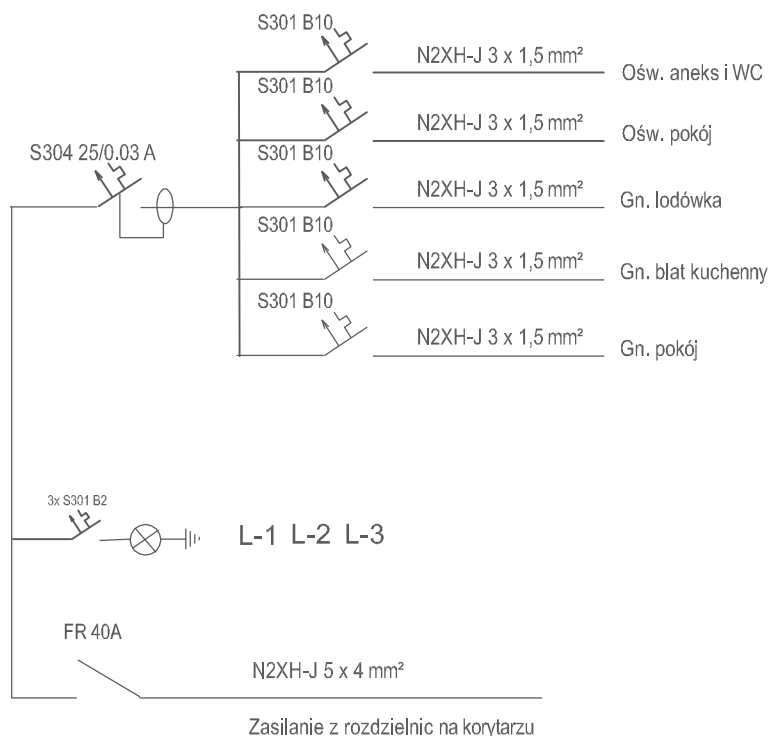 S301 B10
N2XH-J 3 x 1,5 mm²
Ośw. aneks i WC
S301 B10
N2XH-J 3 x 1,5 mm²
Ośw. pokój
S304 25/0.03 A
S301 B10
N2XH-J 3 x 1,5 mm²
Gn. lodówka
S301 B10
N2XH-J 3 x 1,5 mm²
Gn. blat kuchenny
S301 B10
N2XH-J 3 x 1,5 mm²
Gn. pokój
3x S301 B2
L-1 L-2 L-3
FR 40A
N2XH-J 5 x 4 mm²
Zasilanie z rozdzielnic na korytarzu